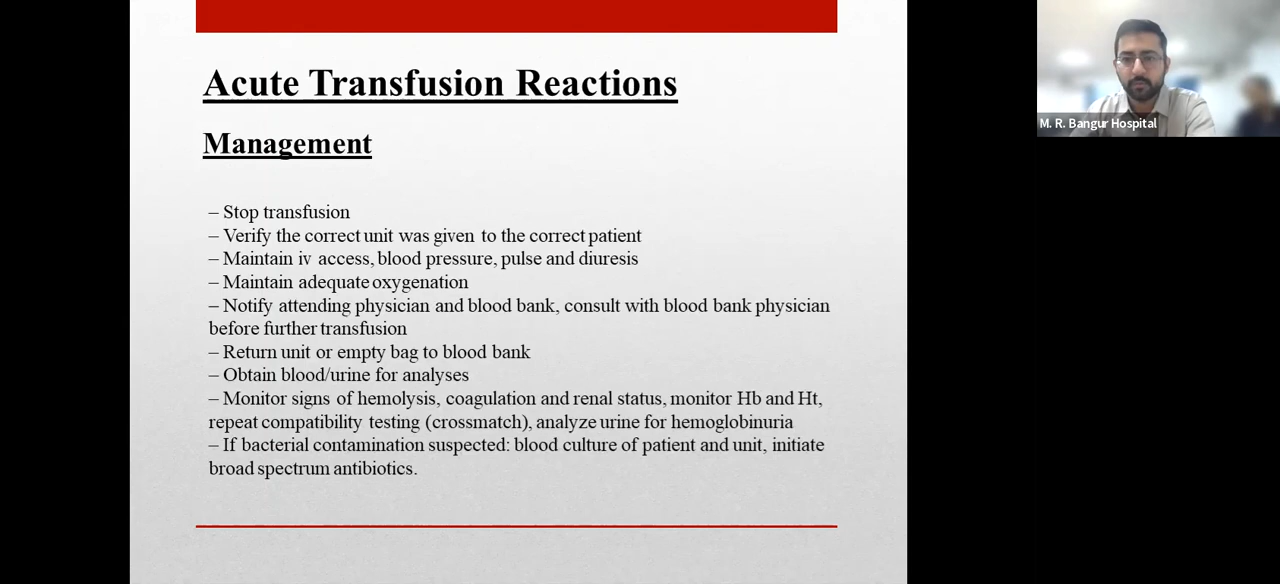 Acute Transfusion Reactions
Management
– Stop transfusion
– Verify the correct unit was given to the correct patient
– Maintain iv access, blood pressure, pulse and diuresis
– Maintain adequate oxygenation
– Notify attending physician and blood bank, consult with blood bank physician
before further transfusion
– Return unit or empty bag to blood bank
– Obtain blood/urine for analyses
– Monitor signs of hemolysis, coagulation and renal status, monitor Hb and Ht,
repeat compatibility testing (crossmatch), analyze urine for hemoglobinuria
– If bacterial contamination suspected: blood culture of patient and unit, initiate
broad spectrum antibiotics.
M. R. Bangur Hospital